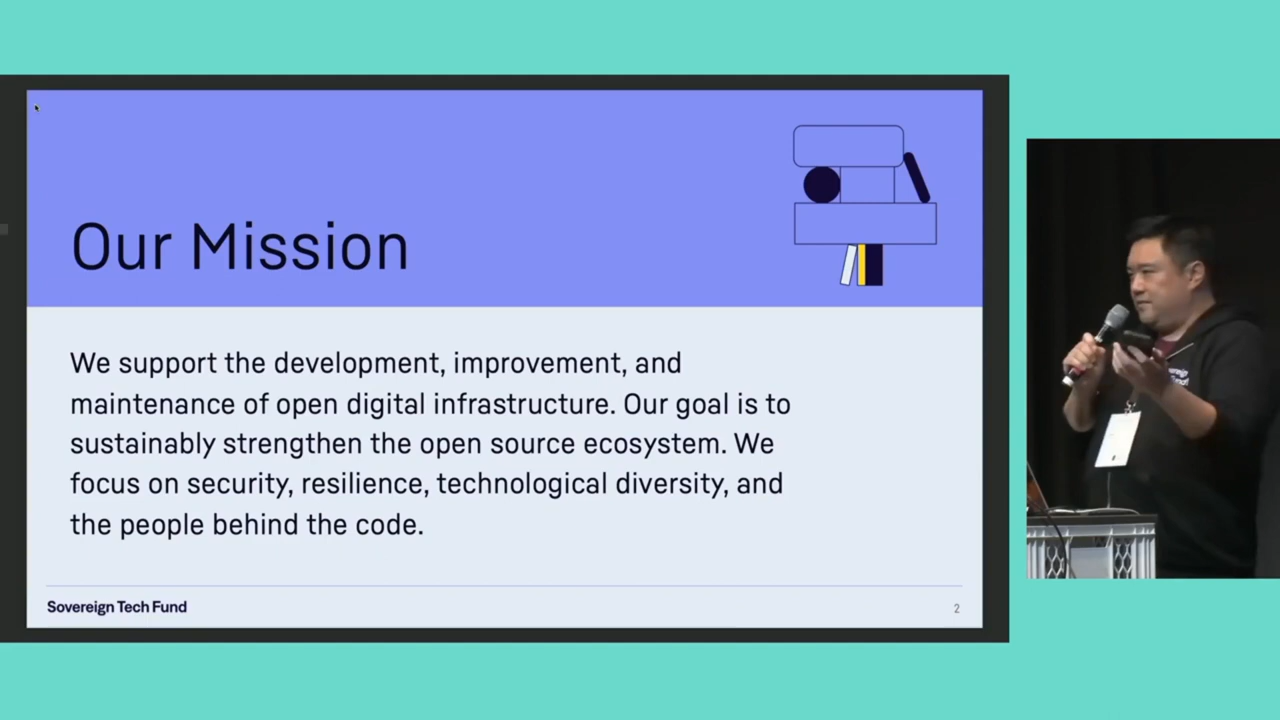 Our Mission
We support the development, improvement, and
maintenance of open digital infrastructure. Our goal is to
sustainably strengthen the open source ecosystem. We
focus on security, resilience, technological diversity, and
the people behind the code.
Sovereign Tech Fund
2